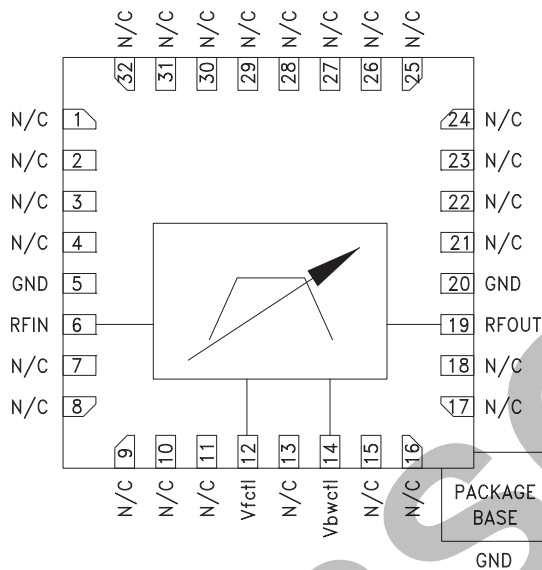 N/C N/C N/C N/C N/C N/C N/C N/C
32 31 30 29 28 27 26 25
N/C 1
N/C 2
N/C 3
N/C 4
GND 5
RFIN 6
N/C 7
N/C 8
24 N/C
23 N/C
22 N/C
21 N/C
20 GND
19 RFOUT
18 N/C
17 N/C
9 10 11 12 13 14 15 16
N/C N/C N/C Vfctl N/C Vbwctl N/C N/C
PACKAGE
BASE
GND